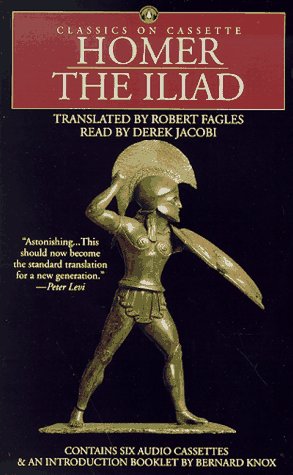 CLASSICS ON CASSETTE
HOMER
THE ILIAD
TRANSLATED BY ROBERT FAGLES
READ BY DEREK JACOBI
"Astonishing...This
should now become
the standard translation
for a new generation."
—Peter Levi
CONTAINS SIX AUDIO CASSETTES
& AN INTRODUCTION BOOKLET BY BERNARD KNOX